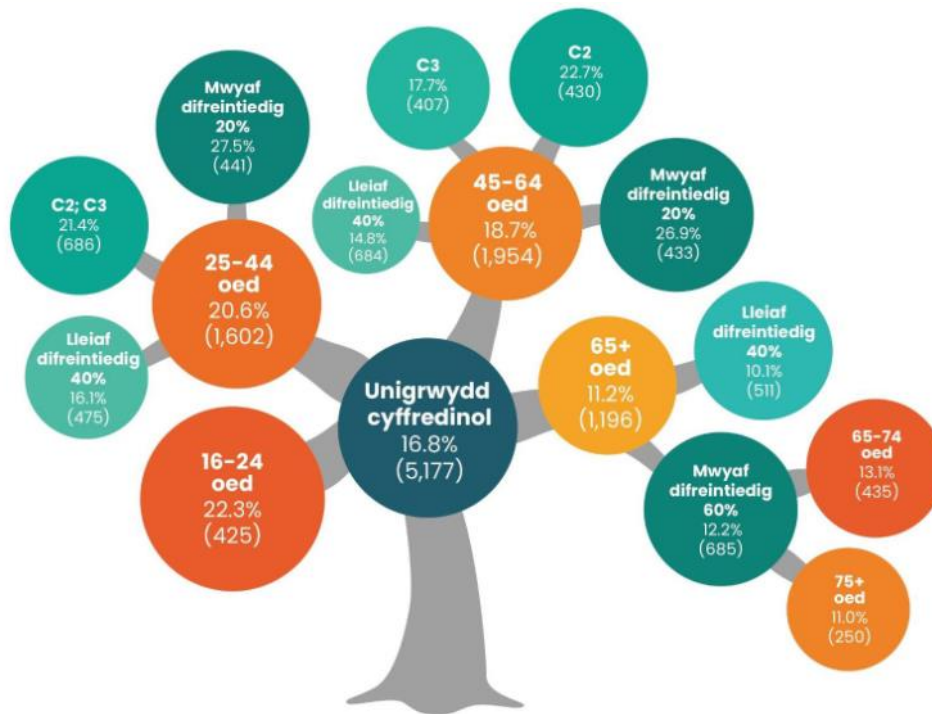 C2
22.7%
(430)
C3
17.7%
(407)
Mwyaf
difreintiedig
20%
27.5%
(441)
Lleiaf
difreintiedig
40%
14.8%
(684)
45-64
oed
18.7%
(1,954)
Mwyaf
difreintiedig
20%
26.9%
(433)
C2; C3
21.4%
(686)
25-44
oed
20.6%
(1,602)
Lleiaf
difreintiedig
40%
16.1%
(475)
65+
oed
11.2%
(1,196)
Lleiaf
difreintiedig
40%
10.1%
(511)
Unigrwydd
cyffredinol
16.8%
(5,177)
16-24
oed
22.3%
(425)
Mwyaf
difreintiedig
60%
12.2%
(685)
65-74
oed
13.1%
(435)
75+
oed
11.0%
(250)